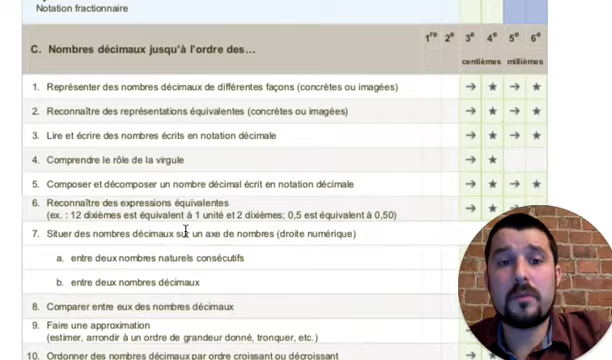 Notation fractionnaire
C. Nombres décimaux jusqu'à l'ordre des…
1re 2e 3e 4e 5e 6e
centièmes millièmes
1. Représenter des nombres décimaux de différentes façons (concrètes ou imagées) → ★ → ★
2. Reconnaître des représentations équivalentes (concrètes ou imagées) → ★ → ★
3. Lire et écrire des nombres écrits en notation décimale → ★ → ★
4. Comprendre le rôle de la virgule → ★
5. Composer et décomposer un nombre décimal écrit en notation décimale → ★ → ★
6. Reconnaître des expressions équivalentes
(ex. : 12 dixièmes est équivalent à 1 unité et 2 dixièmes; 0,5 est équivalent à 0,50) → ★ → ★
7. Situer des nombres décimaux sur un axe de nombres (droite numérique)
a. entre deux nombres naturels consécutifs
b. entre deux nombres décimaux
8. Comparer entre eux des nombres décimaux
9. Faire une approximation
(estimer, arrondir à un ordre de grandeur donné, tronquer, etc.)
10. Ordonner des nombres décimaux par ordre croissant ou décroissant